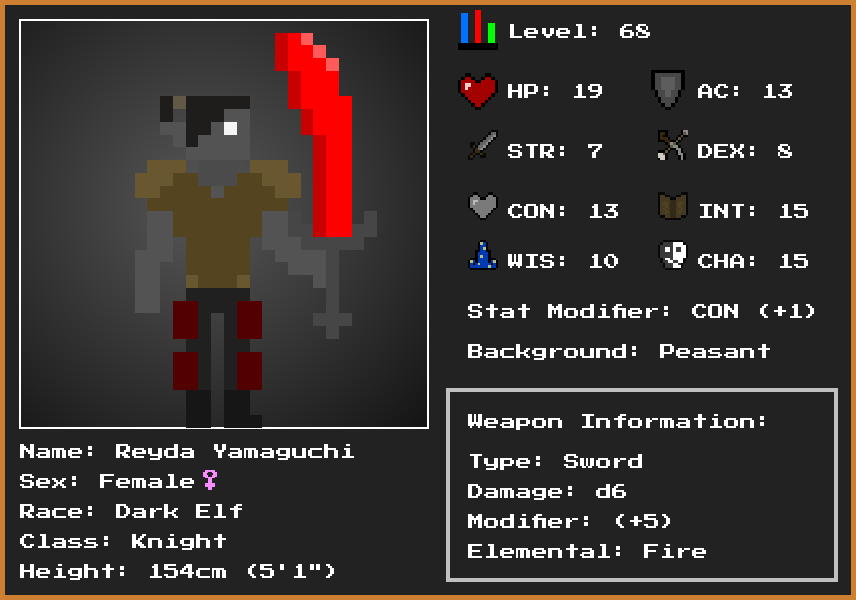 Level: 68
HP: 19
AC: 13
STR: 7
DEX: 8
CON: 13
INT: 15
WIS: 10
CHA: 15
Stat Modifier: CON (+1)
Background: Peasant
Weapon Information:
Type: Sword
Damage: d6
Modifier: (+5)
Elemental: Fire
Name: Reyda Yamaguchi
Sex: Female♀
Race: Dark Elf
Class: Knight
Height: 154cm (5'1")